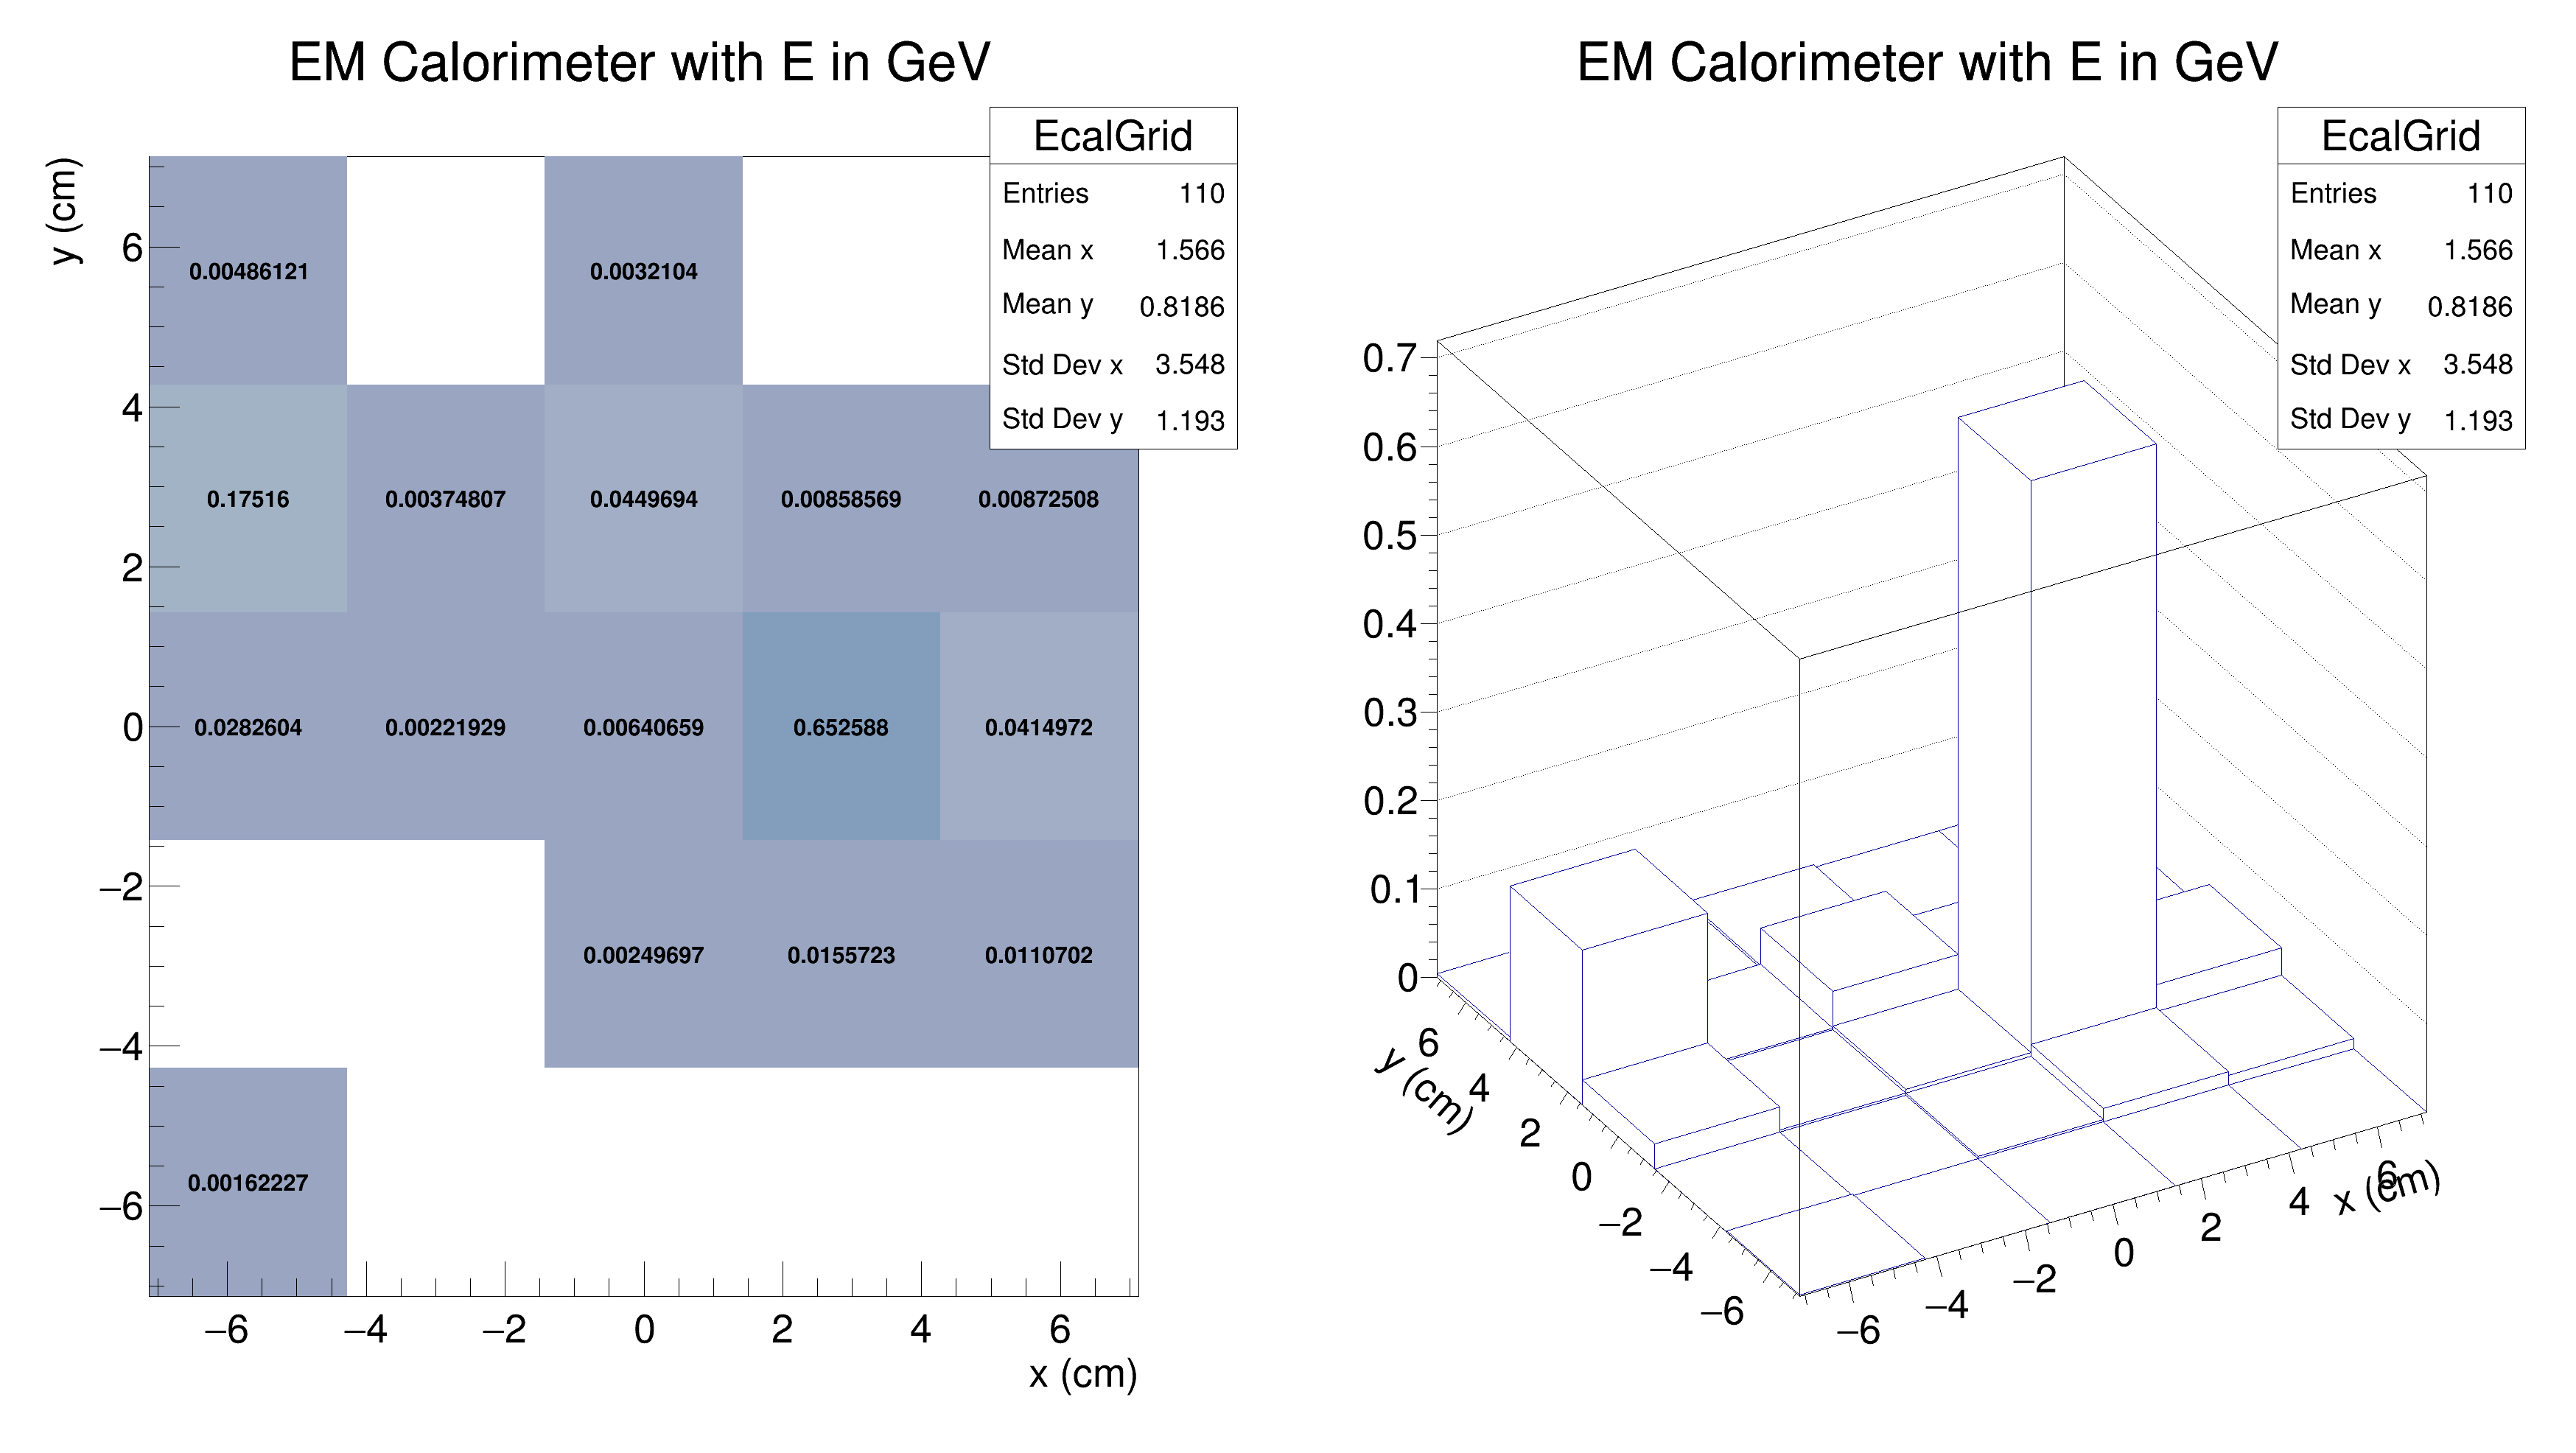 EM Calorimeter with E in GeV
EcalGrid
Entries 110
Mean x 1.566
Mean y 0.8186
Std Dev x 3.548
Std Dev y 1.193
y (cm)
6
4
2
0
−2
−4
−6
0.00486121 0.0032104
0.17516 0.00374807 0.0449694 0.00858569 0.00872508
0.0282604 0.00221929 0.00640659 0.652588 0.0414972
0.00249697 0.0155723 0.0110702
0.00162227
−6 −4 −2 0 2 4 6
x (cm)
EM Calorimeter with E in GeV
EcalGrid
Entries 110
Mean x 1.566
Mean y 0.8186
Std Dev x 3.548
Std Dev y 1.193
0.7
0.6
0.5
0.4
0.3
0.2
0.1
0
y (cm)
6
4
2
0
−2
−4
−6
−6 −4 −2 0 2 4 6
x (cm)